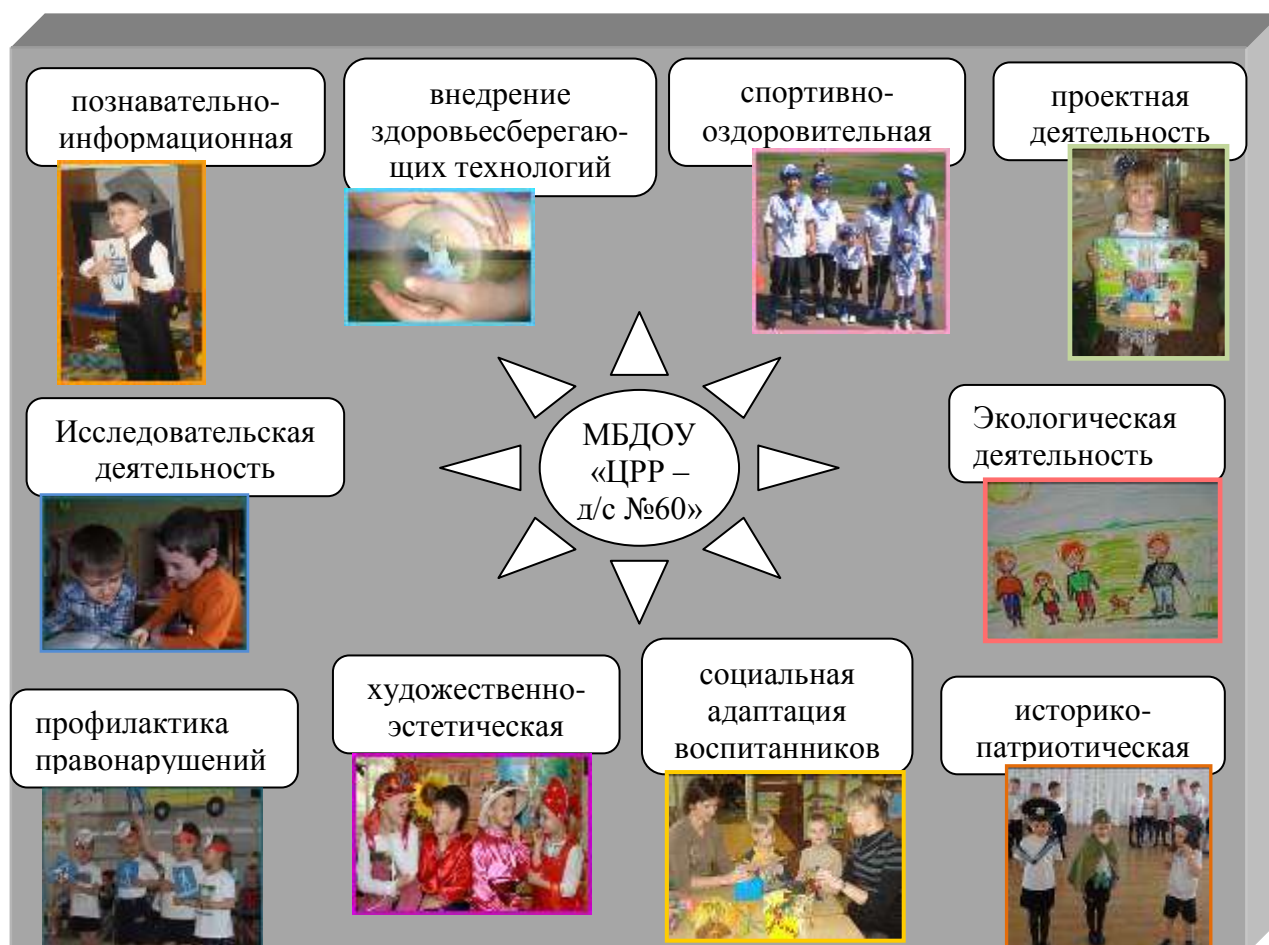 познавательно-
информационная
внедрение
здоровьесберегаю-
щих технологий
спортивно-
оздоровительная
проектная
деятельность
Исследовательская
деятельность
МБДОУ
«ЦРР –
д/с №60»
Экологическая
деятельность
профилактика
правонарушений
художественно-
эстетическая
социальная
адаптация
воспитанников
историко-
патриотическая